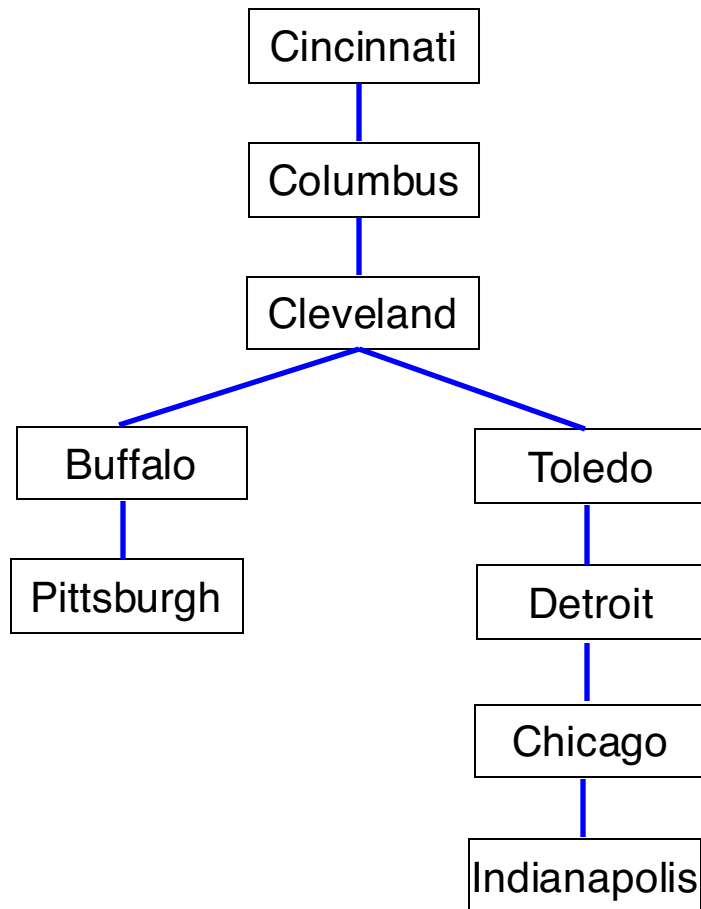 Cincinnati
Columbus
Cleveland
Buffalo
Toledo
Pittsburgh
Detroit
Chicago
Indianapolis